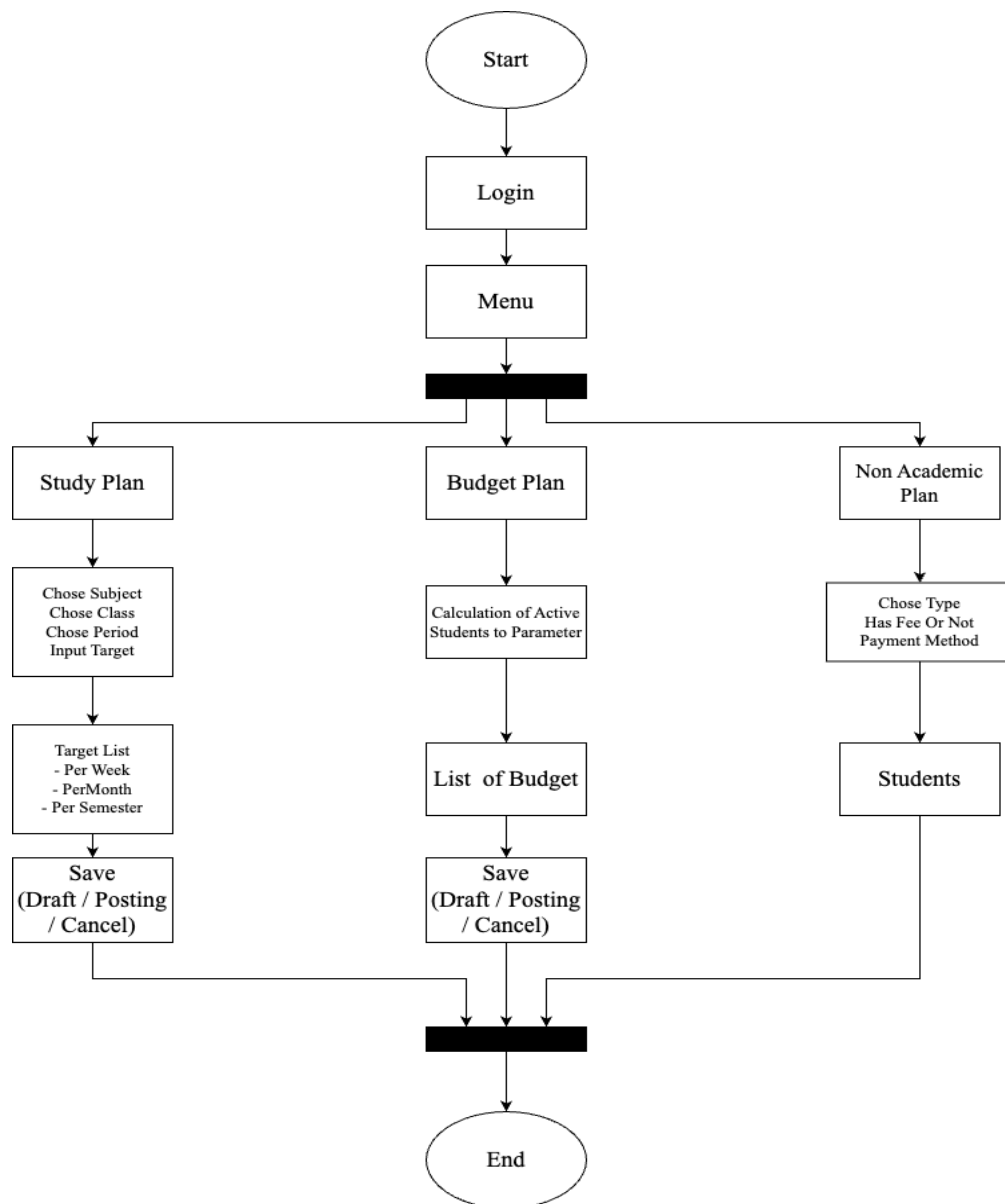 Start
Login
Menu
Study Plan
Budget Plan
Non Academic
Plan
Chose Subject
Chose Class
Chose Period
Input Target
Calculation of Active
Students to Parameter
Chose Type
Has Fee Or Not
Payment Method
Target List
- Per Week
- PerMonth
- Per Semester
List of Budget
Students
Save
(Draft / Posting
/ Cancel)
Save
(Draft / Posting
/ Cancel)
End